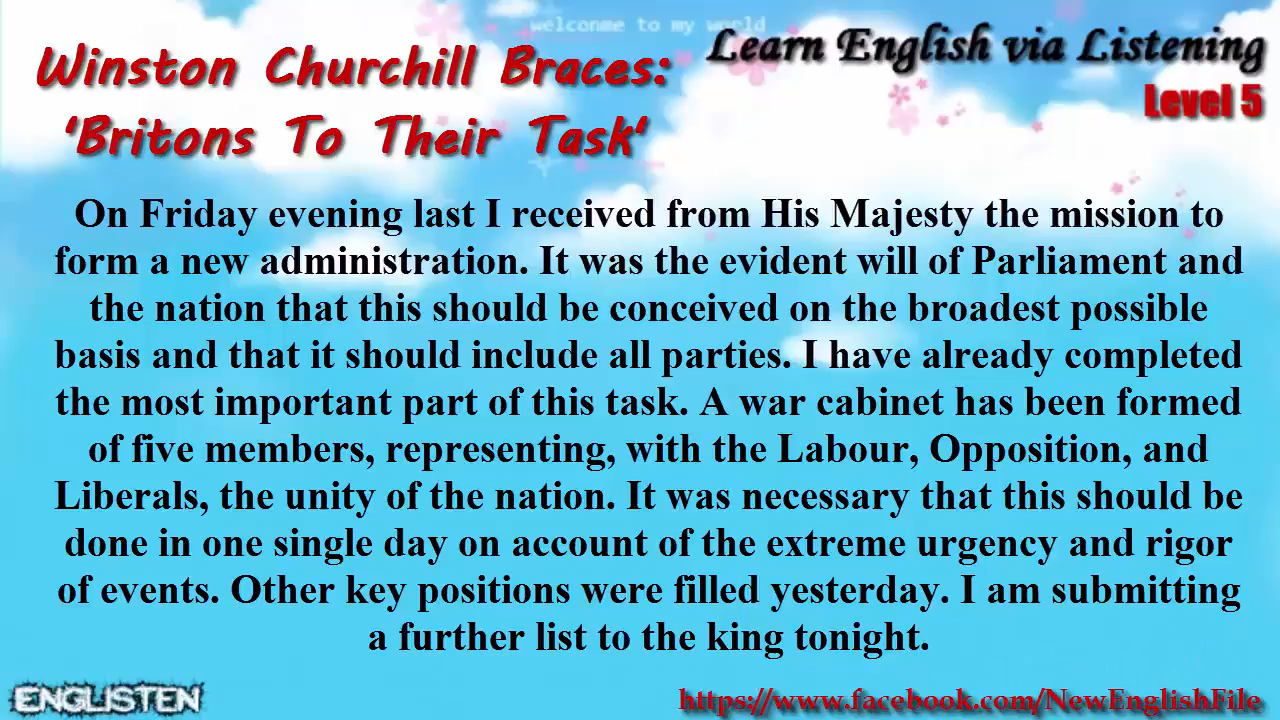 welconme to my world
Winston Churchill Braces:
'Britons To Their Task'
Learn English via Listening
Level 5
On Friday evening last I received from His Majesty the mission to
form a new administration. It was the evident will of Parliament and
the nation that this should be conceived on the broadest possible
basis and that it should include all parties. I have already completed
the most important part of this task. A war cabinet has been formed
of five members, representing, with the Labour, Opposition, and
Liberals, the unity of the nation. It was necessary that this should be
done in one single day on account of the extreme urgency and rigor
of events. Other key positions were filled yesterday. I am submitting
a further list to the king tonight.
ENGLISTEN
https://www.facebook.com/NewEnglishFile